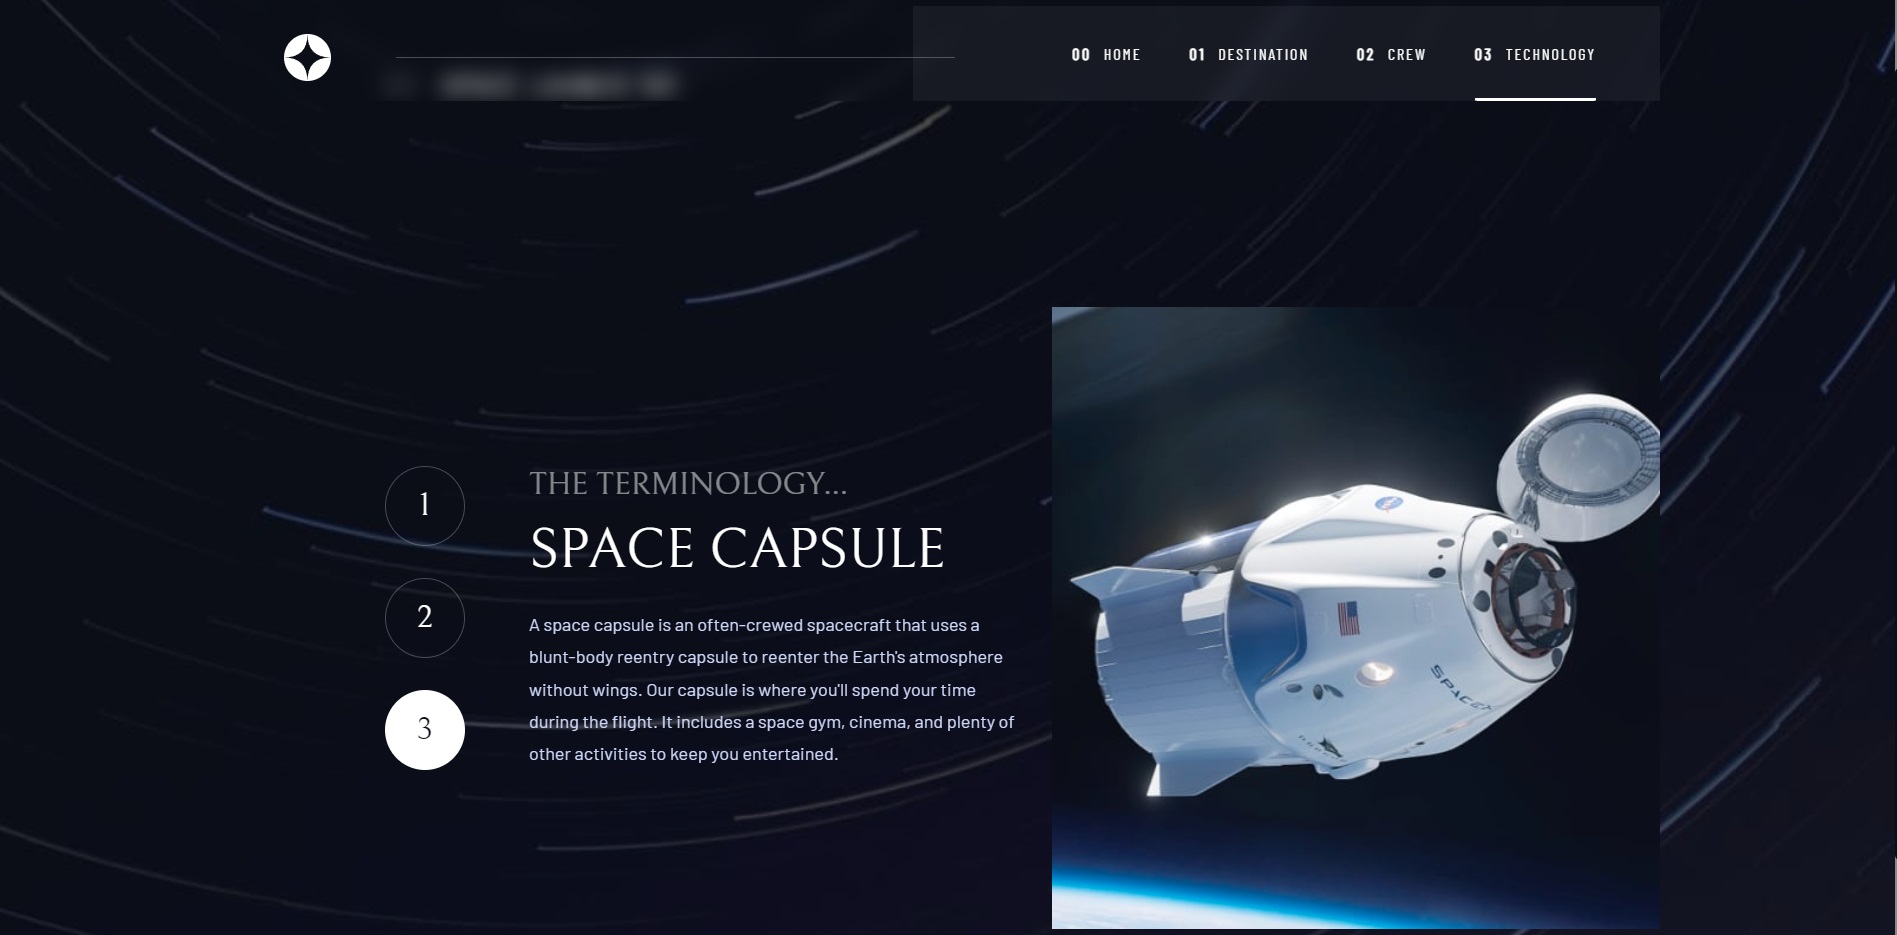 00 HOME
01 DESTINATION
02 CREW
03 TECHNOLOGY
1
2
3
THE TERMINOLOGY...
SPACE CAPSULE
A space capsule is an often-crewed spacecraft that uses a
blunt-body reentry capsule to reenter the Earth's atmosphere
without wings. Our capsule is where you'll spend your time
during the flight. It includes a space gym, cinema, and plenty of
other activities to keep you entertained.
SPACEX